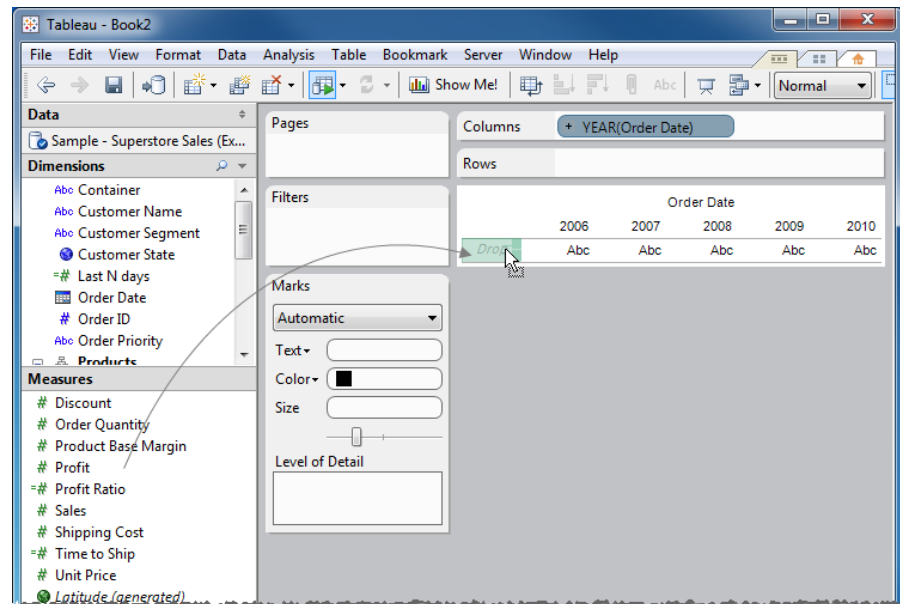 Tableau - Book2
File Edit View Format Data Analysis Table Bookmark Server Window Help
Show Me! Abc Normal
Data
Sample - Superstore Sales (Ex...
Dimensions
Abc Container
Abc Customer Name
Abc Customer Segment
Customer State
=# Last N days
Order Date
# Order ID
Abc Order Priority
Products
Measures
# Discount
# Order Quantity
# Product Base Margin
# Profit
=# Profit Ratio
# Sales
# Shipping Cost
=# Time to Ship
# Unit Price
Latitude (generated)
Pages
Filters
Marks
Automatic
Text
Color
Size
Level of Detail
Columns + YEAR(Order Date)
Rows
Order Date
2006 2007 2008 2009 2010
Drop Abc Abc Abc Abc Abc